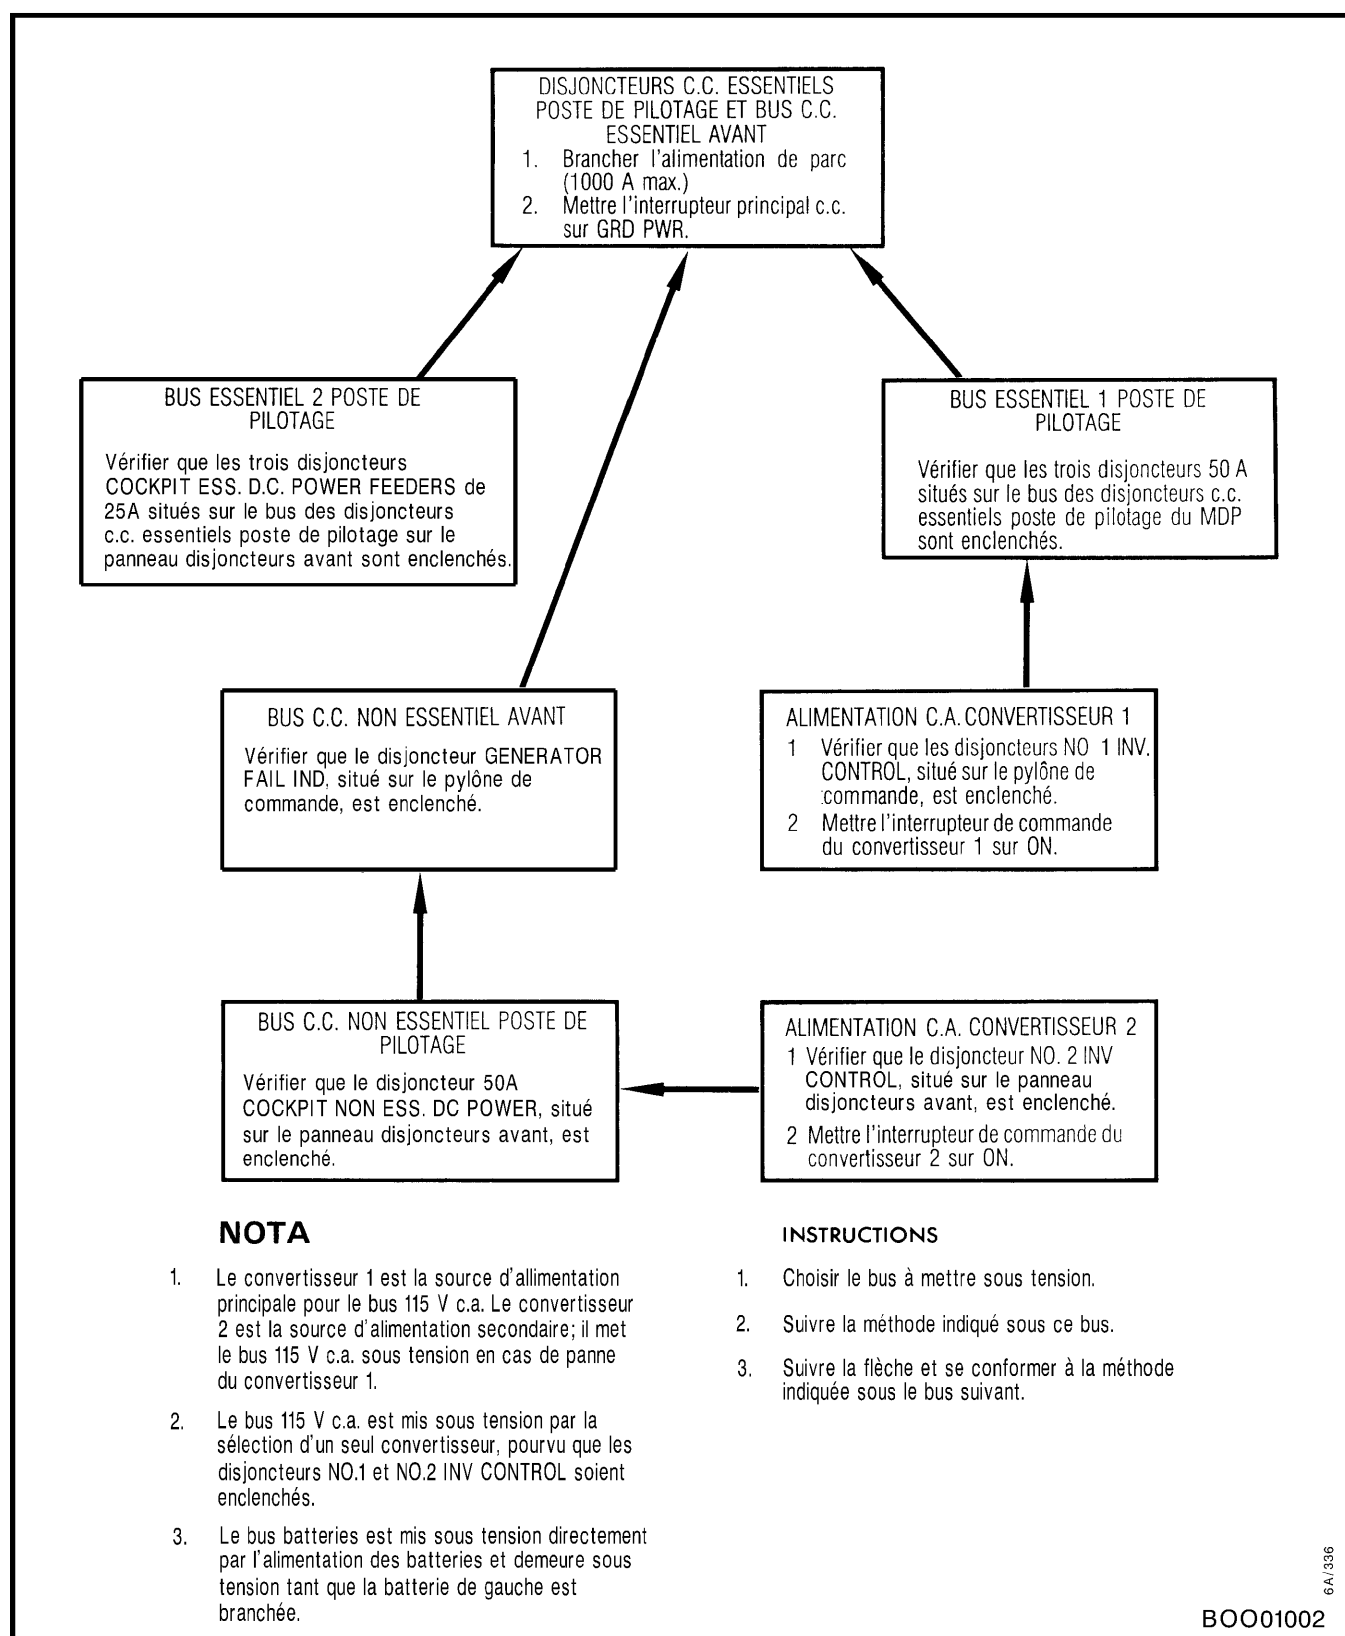 DISJONCTEURS C.C. ESSENTIELS
POSTE DE PILOTAGE ET BUS C.C.
ESSENTIEL AVANT
1. Brancher l'alimentation de parc
(1000 A max.)
2. Mettre l'interrupteur principal c.c.
sur GRD PWR.
BUS ESSENTIEL 2 POSTE DE
PILOTAGE
Vérifier que les trois disjoncteurs
COCKPIT ESS. D.C. POWER FEEDERS de
25A situés sur le bus des disjoncteurs
c.c. essentiels poste de pilotage sur le
panneau disjoncteurs avant sont enclenchés.
BUS ESSENTIEL 1 POSTE DE
PILOTAGE
Vérifier que les trois disjoncteurs 50 A
situés sur le bus des disjoncteurs c.c.
essentiels poste de pilotage du MDP
sont enclenchés.
BUS C.C. NON ESSENTIEL AVANT
Vérifier que le disjoncteur GENERATOR
FAIL IND, situé sur le pylône de
commande, est enclenché.
ALIMENTATION C.A. CONVERTISSEUR 1
1 Vérifier que les disjoncteurs NO 1 INV.
CONTROL, situé sur le pylône de
commande, est enclenché.
2 Mettre l'interrupteur de commande
du convertisseur 1 sur ON.
BUS C.C. NON ESSENTIEL POSTE DE
PILOTAGE
Vérifier que le disjoncteur 50A
COCKPIT NON ESS. DC POWER, situé
sur le panneau disjoncteurs avant, est
enclenché.
ALIMENTATION C.A. CONVERTISSEUR 2
1 Vérifier que le disjoncteur NO. 2 INV
CONTROL, situé sur le panneau
disjoncteurs avant, est enclenché.
2 Mettre l'interrupteur de commande du
convertisseur 2 sur ON.
NOTA
1. Le convertisseur 1 est la source d'allimentation
principale pour le bus 115 V c.a. Le convertisseur
2 est la source d'alimentation secondaire; il met
le bus 115 V c.a. sous tension en cas de panne
du convertisseur 1.
2. Le bus 115 V c.a. est mis sous tension par la
sélection d'un seul convertisseur, pourvu que les
disjoncteurs NO.1 et NO.2 INV CONTROL soient
enclenchés.
3. Le bus batteries est mis sous tension directement
par l'alimentation des batteries et demeure sous
tension tant que la batterie de gauche est
branchée.
INSTRUCTIONS
1. Choisir le bus à mettre sous tension.
2. Suivre la méthode indiqué sous ce bus.
3. Suivre la flèche et se conformer à la méthode
indiquée sous le bus suivant.
6A/336
BOO01002